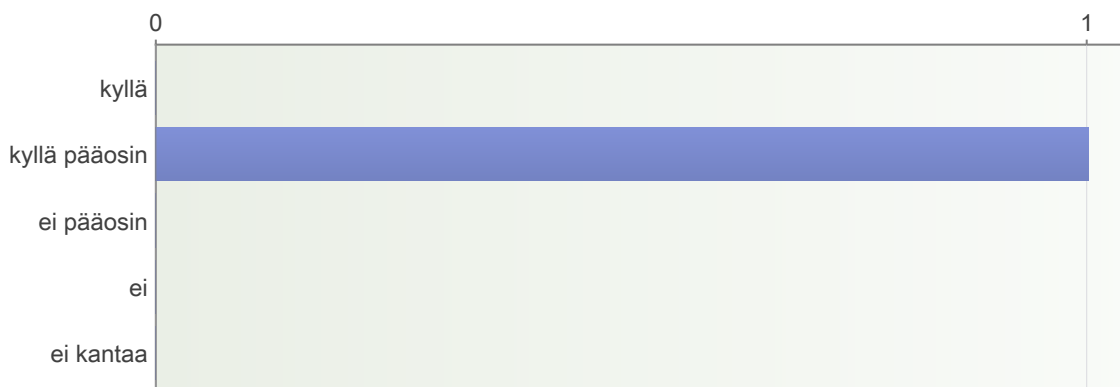 0 1
kyllä
kyllä pääosin
ei pääosin
ei
ei kantaa